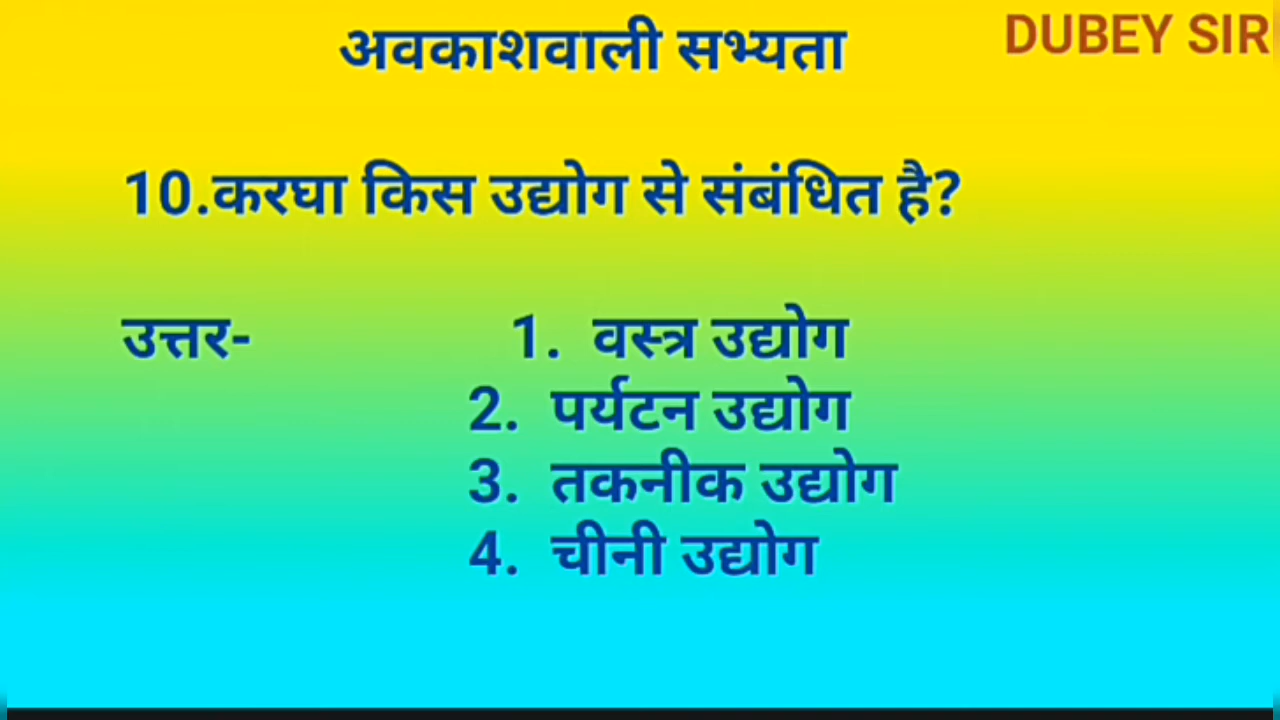 अवकाशवाली सभ्यता
DUBEY SIR
10.करघा किस उद्योग से संबंधित है?
उत्तर- 1. वस्त्र उद्योग
2. पर्यटन उद्योग
3. तकनीक उद्योग
4. चीनी उद्योग